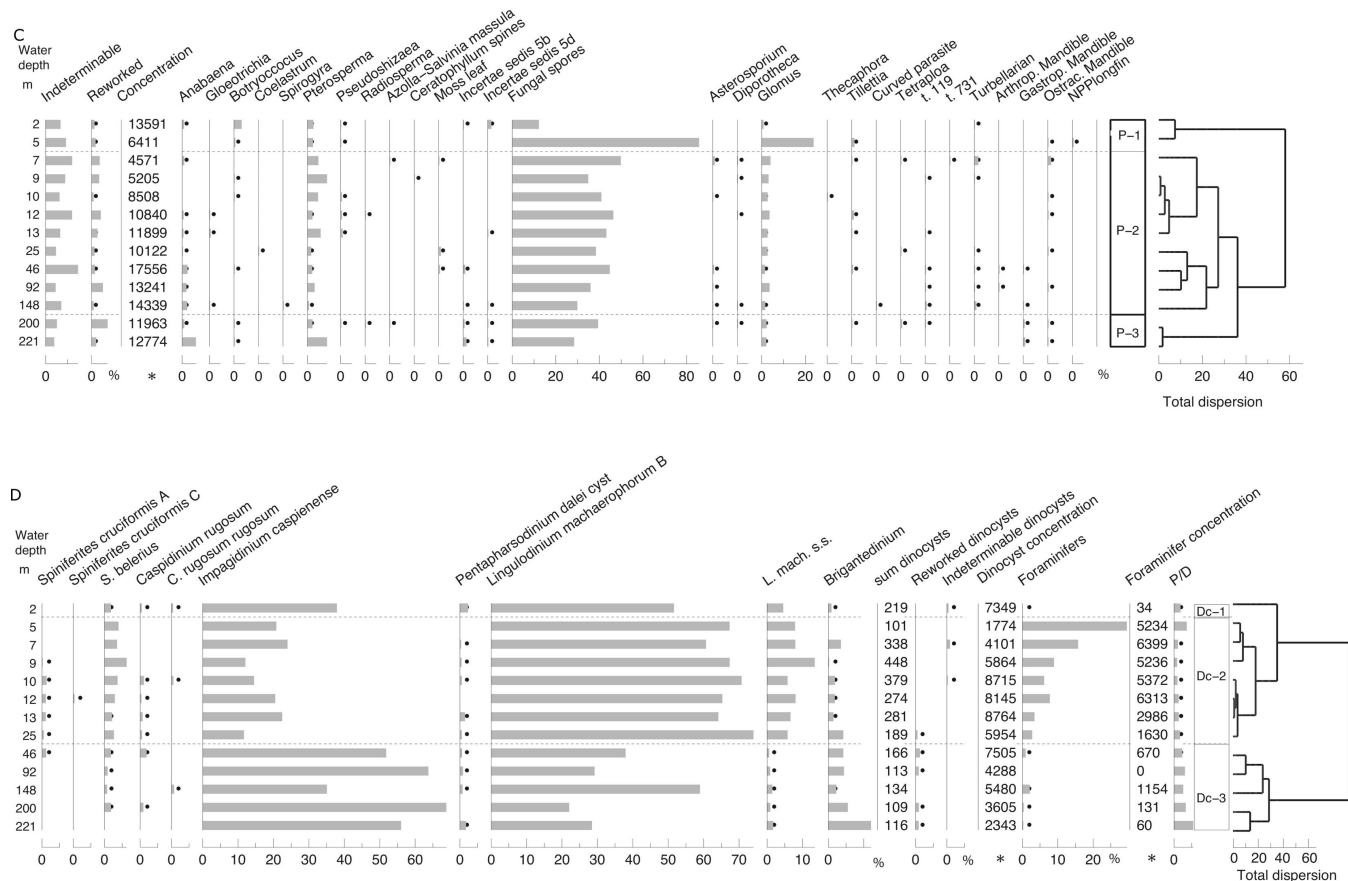 C
Water
depth
m
Indeterminable
Reworked
Concentration
Anabaena
Gloeotrichia
Botryoccocus
Coelastrum
Spirogyra
Pterosperma
Pseudoshizaea
Radiosperma
Azolla–Salvinia massula
Ceratophyllum spines
Moss leaf
Incertae sedis 5b
Incertae sedis 5d
Fungal spores
Asterosporium
Diporotheca
Glomus
Thecaphora
Tillettia
Curved parasite
Tetraploa
t. 119
t. 731
Turbellarian
Arthrop. Mandible
Gastrop. Mandible
Ostrac. Mandible
NPPlongfin
2 13591
5 6411 P–1
7 4571
9 5205
10 8508
12 10840
13 11899 P–2
25 10122
46 17556
92 13241
148 14339
200 11963 P–3
221 12774
0 0 % * 0 0 0 0 0 0 0 0 0 0 0 0 0 0 20 40 60 80 0 0 0 20 0 0 0 0 0 0 0 0 0 0 0 % 0 20 40 60
Total dispersion
D
Water
depth
m
Spiniferites cruciformis A
Spiniferites cruciformis C
S. belerius
Caspidinium rugosum
C. rugosum rugosum
Impagidinium caspienense
Pentapharsodinium dalei cyst
Lingulodinium machaerophorum B
L. mach. s.s.
Brigantedinium
sum dinocysts
Reworked dinocysts
Indeterminable dinocysts
Dinocyst concentration
Foraminifers
Foraminifer concentration
P/D
2 219 7349 34 Dc–1
5 101 1774 5234
7 338 4101 6399
9 448 5864 5236 Dc–2
10 379 8715 5372
12 274 8145 6313
13 281 8764 2986
25 189 5954 1630
46 166 7505 670
92 113 4288 0
148 134 5480 1154 Dc–3
200 109 3605 131
221 116 2343 60
0 0 0 0 0 0 10 20 30 40 50 60 0 0 10 20 30 40 50 60 70 0 10 0 % 0 0 % * 0 10 20 % * 0 0 20 40 60
Total dispersion